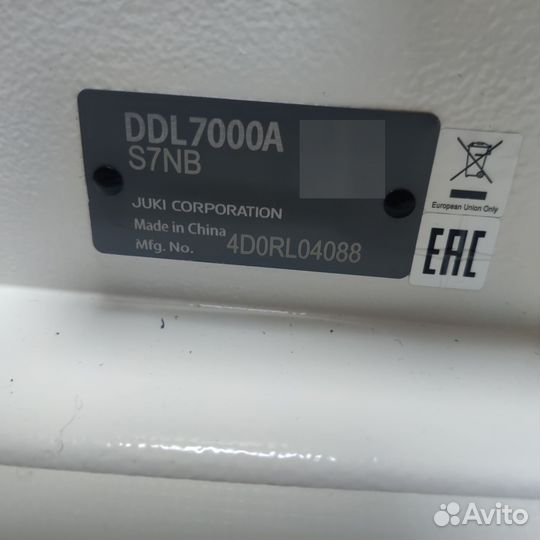 DDL7000A
S7NB
JUKI CORPORATION
Made in China
Mfg. No. 4D0RL04088
European Union Only
EAC
Avito